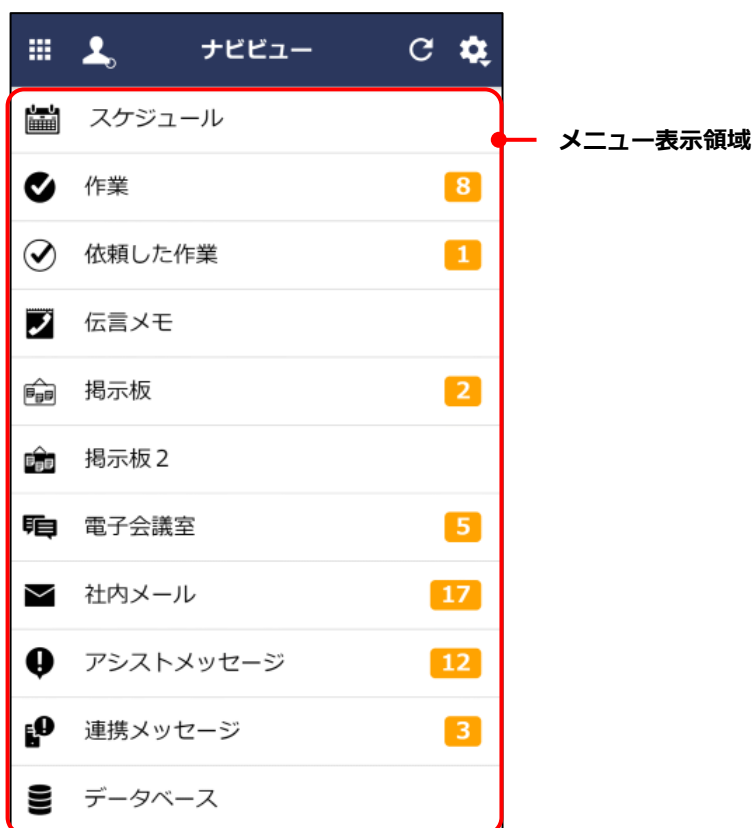 ナビビュー
スケジュール
メニュー表示領域
作業 8
依頼した作業 1
伝言メモ
掲示板 2
掲示板２
電子会議室 5
社内メール 17
アシストメッセージ 12
連携メッセージ 3
データベース